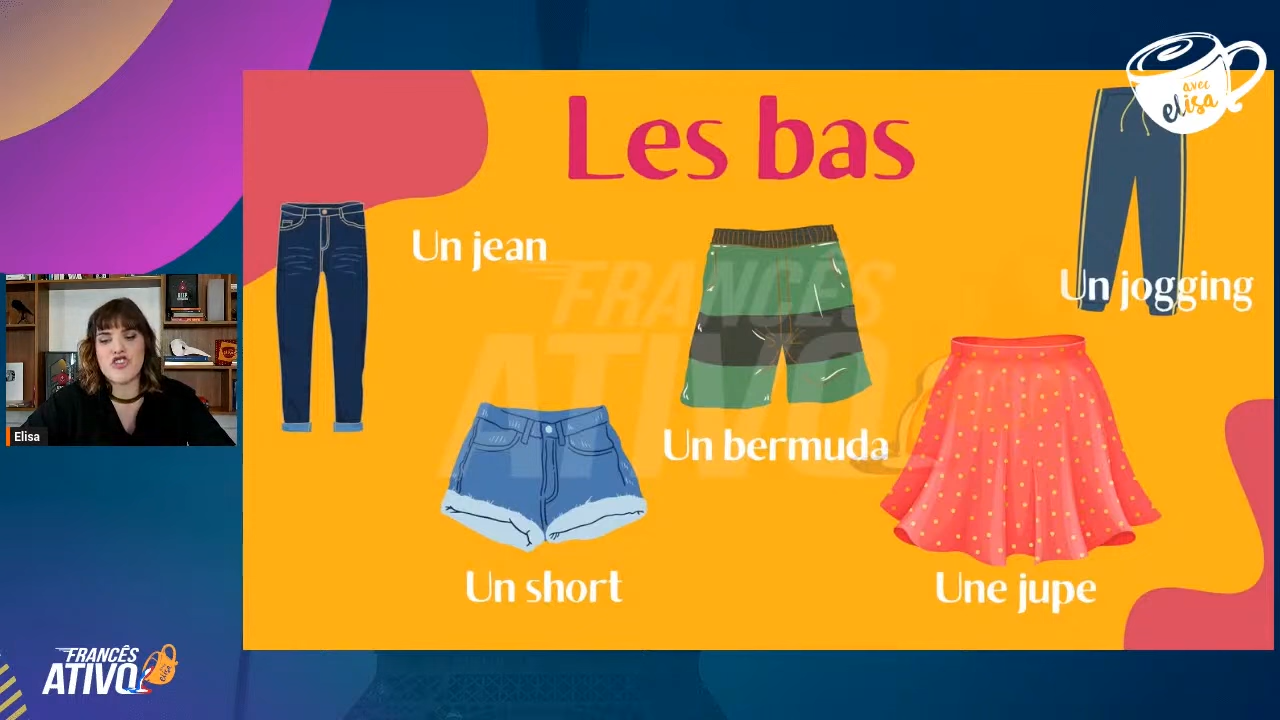 avec
elisa
Les bas
Un jean
Un jogging
FRANCÊS
ATIVO
Un bermuda
Un short
Une jupe
Elisa
FRANCÊS
ATIVO